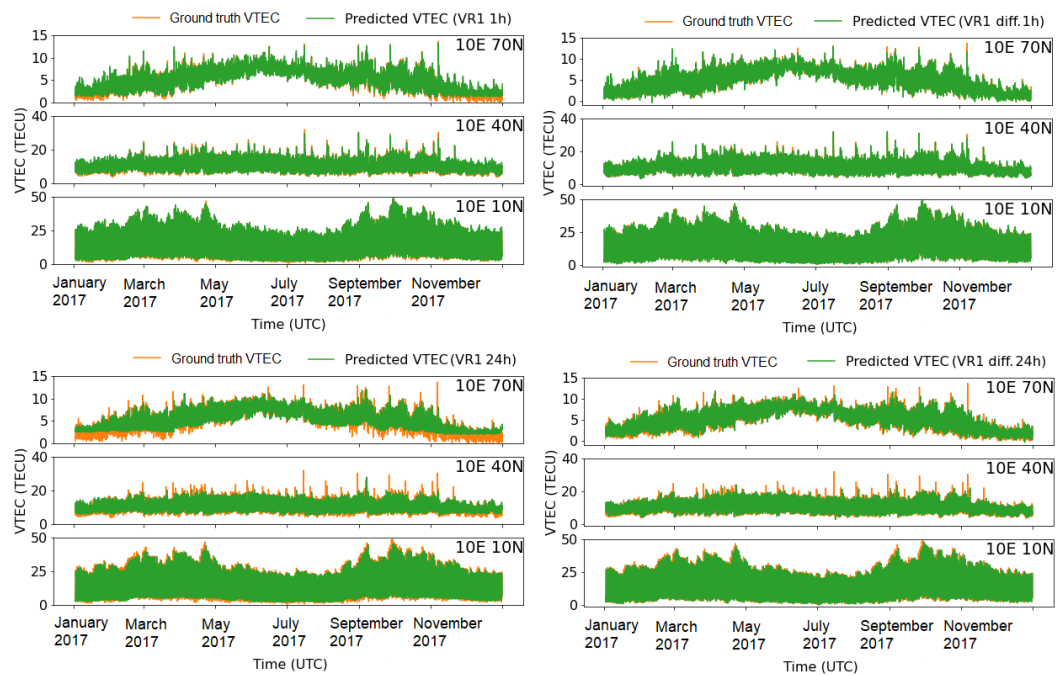 Ground truth VTEC Predicted VTEC (VR1 1h)
15
10
5
0
10E 70N
40
20
0
10E 40N
50
25
0
10E 10N
VTEC (TECU)
January March May July September November
2017 2017 2017 2017 2017 2017
Time (UTC)
Ground truth VTEC Predicted VTEC (VR1 diff.1h)
15
10
5
0
10E 70N
40
20
0
10E 40N
50
25
0
10E 10N
VTEC (TECU)
January March May July September November
2017 2017 2017 2017 2017 2017
Time (UTC)
Ground truth VTEC Predicted VTEC (VR1 24h)
15
10
5
0
10E 70N
40
20
0
10E 40N
50
25
0
10E 10N
VTEC (TECU)
January March May July September November
2017 2017 2017 2017 2017 2017
Time (UTC)
Ground truth VTEC Predicted VTEC (VR1 diff.24h)
15
10
5
0
10E 70N
40
20
0
10E 40N
50
25
0
10E 10N
VTEC (TECU)
January March May July September November
2017 2017 2017 2017 2017 2017
Time (UTC)